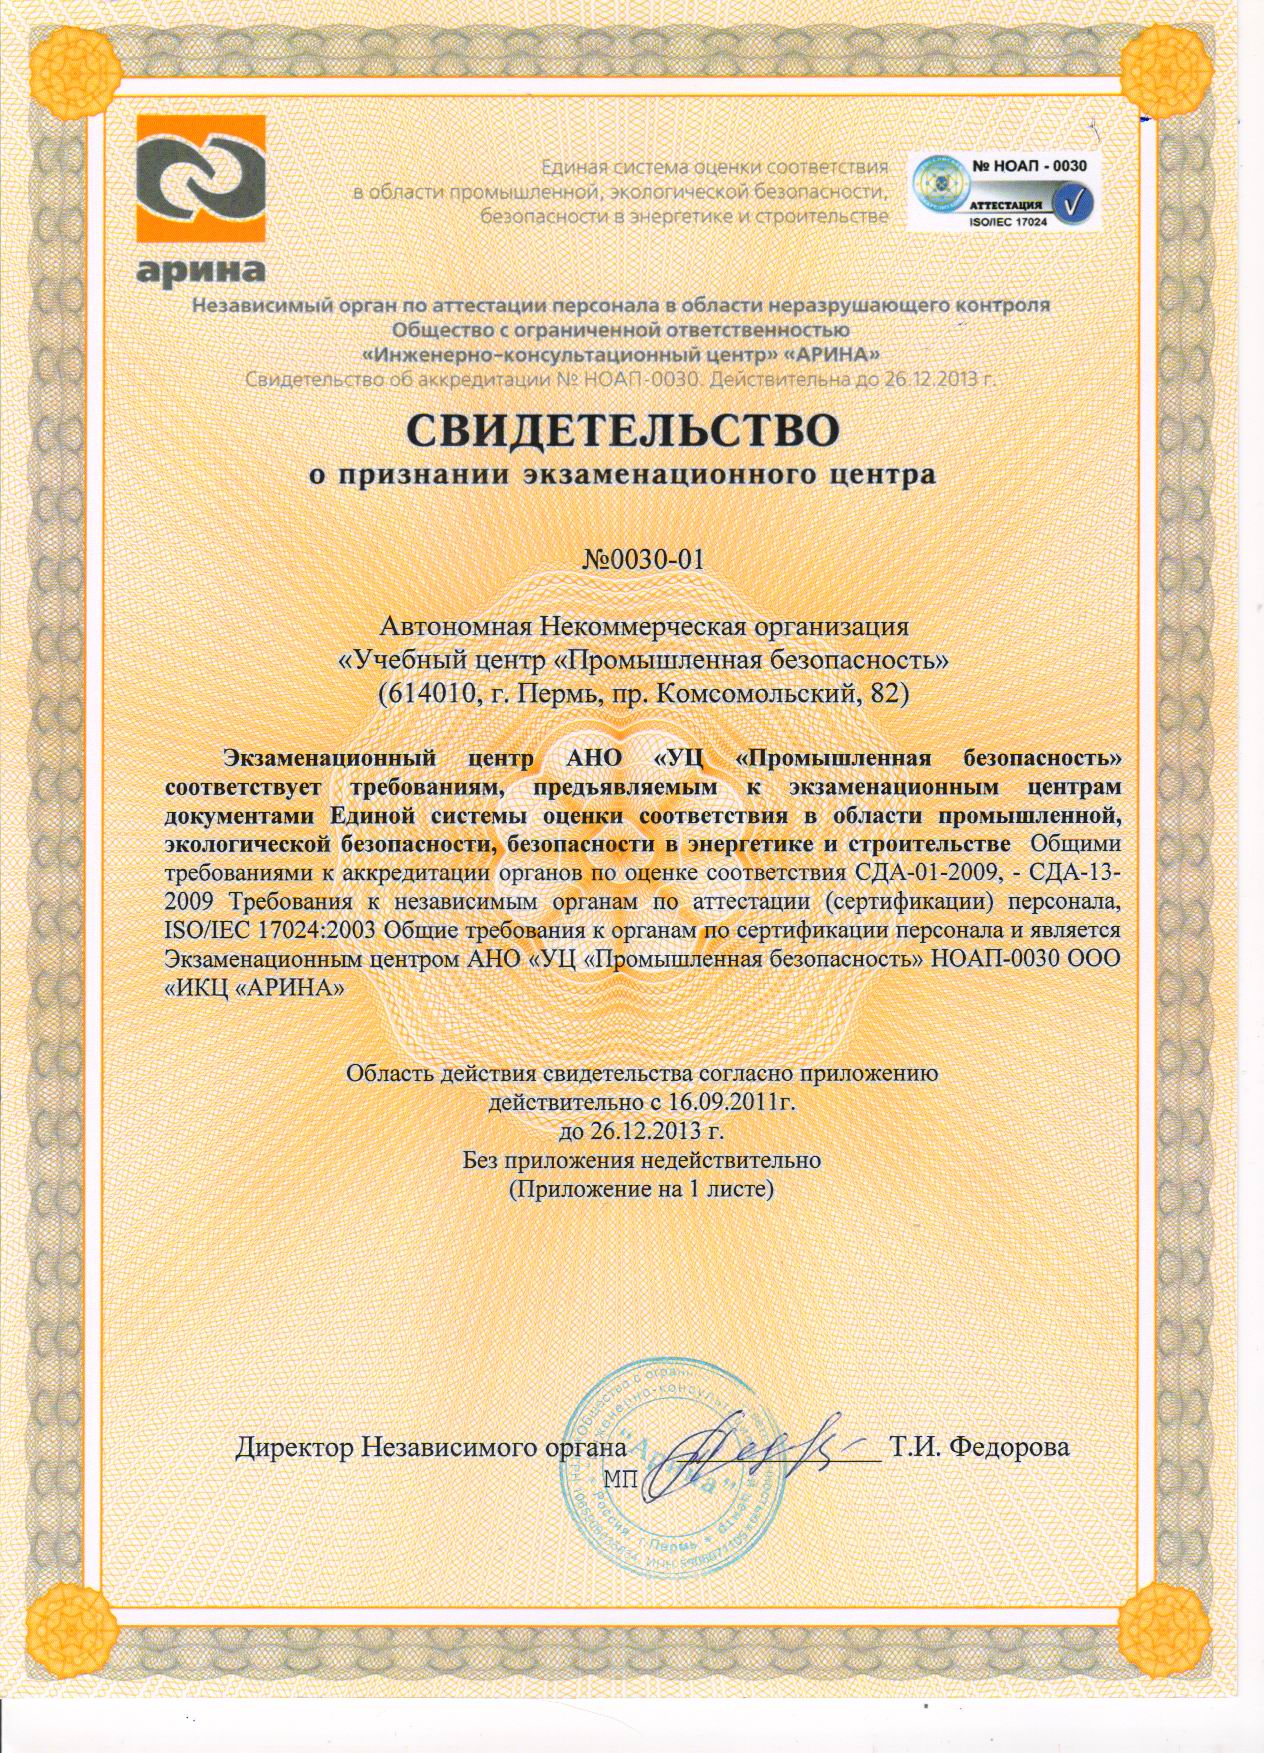 арина
Единая система оценки соответствия
в области промышленной, экологической безопасности,
безопасности в энергетике и строительстве
№ НОАП - 0030
АТТЕСТАЦИЯ
ISO/IEC 17024
Независимый орган по аттестации персонала в области неразрушающего контроля
Общество с ограниченной ответственностью
«Инженерно-консультационный центр» «АРИНА»
Свидетельство об аккредитации № НОАП-0030. Действительна до 26.12.2013 г.
СВИДЕТЕЛЬСТВО
о признании экзаменационного центра
№0030-01
Автономная Некоммерческая организация
«Учебный центр «Промышленная безопасность»
(614010, г. Пермь, пр. Комсомольский, 82)
Экзаменационный центр АНО «УЦ «Промышленная безопасность»
соответствует требованиям, предъявляемым к экзаменационным центрам
документами Единой системы оценки соответствия в области промышленной,
экологической безопасности, безопасности в энергетике и строительстве Общими
требованиями к аккредитации органов по оценке соответствия СДА-01-2009, - СДА-13-
2009 Требования к независимым органам по аттестации (сертификации) персонала,
ISO/IEC 17024:2003 Общие требования к органам по сертификации персонала и является
Экзаменационным центром АНО «УЦ «Промышленная безопасность» НОАП-0030 ООО
«ИКЦ «АРИНА»
Область действия свидетельства согласно приложению
действительно с 16.09.2011г.
до 26.12.2013 г.
Без приложения недействительно
(Приложение на 1 листе)
Директор Независимого органа Т.И. Федорова
МП
"Арина"
Россия, г. Пермь